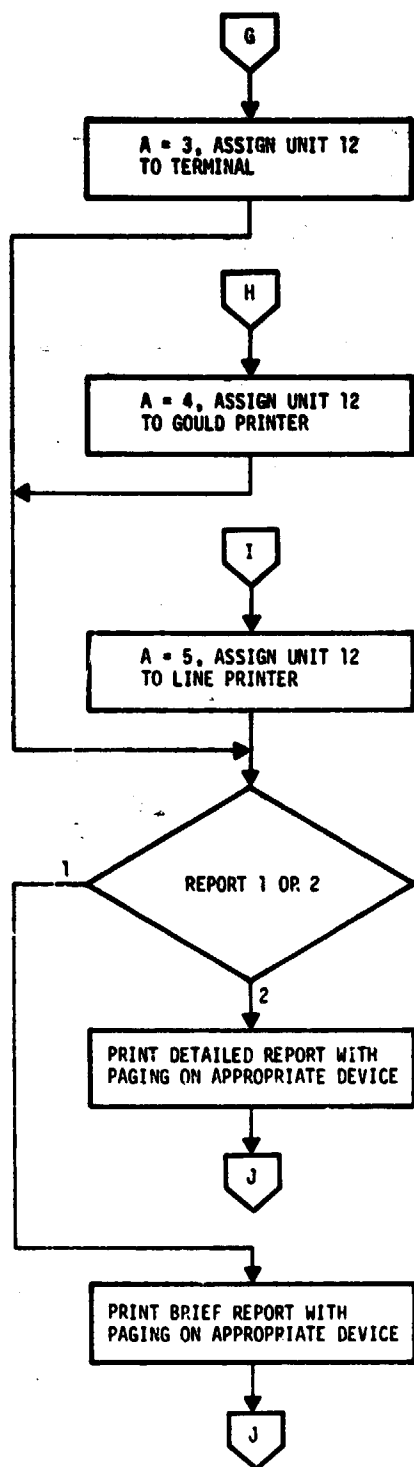 G
A = 3, ASSIGN UNIT 12
TO TERMINAL
H
A = 4, ASSIGN UNIT 12
TO GOULD PRINTER
I
A = 5, ASSIGN UNIT 12
TO LINE PRINTER
1
REPORT 1 OR 2
2
PRINT DETAILED REPORT WITH
PAGING ON APPROPRIATE DEVICE
J
PRINT BRIEF REPORT WITH
PAGING ON APPROPRIATE DEVICE
J